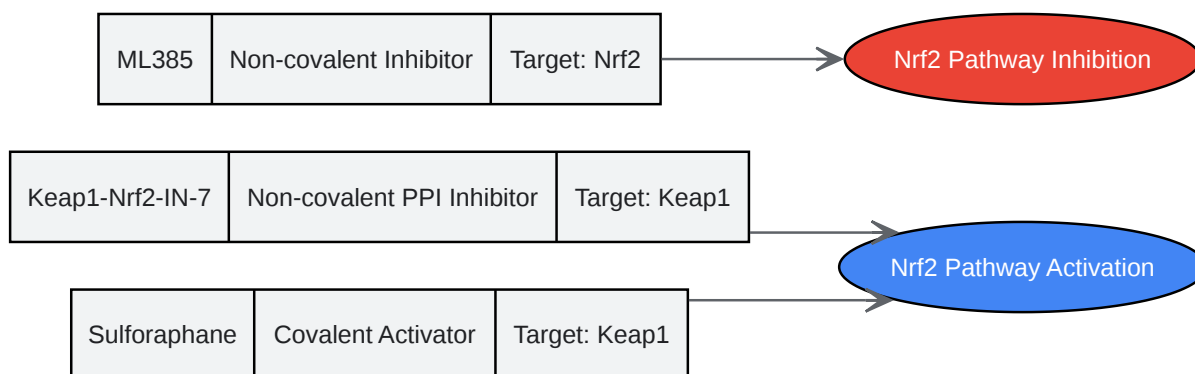 ML385 Non-covalent Inhibitor Target: Nrf2 Nrf2 Pathway Inhibition
Keap1-Nrf2-IN-7 Non-covalent PPI Inhibitor Target: Keap1
Nrf2 Pathway Activation
Sulforaphane Covalent Activator Target: Keap1